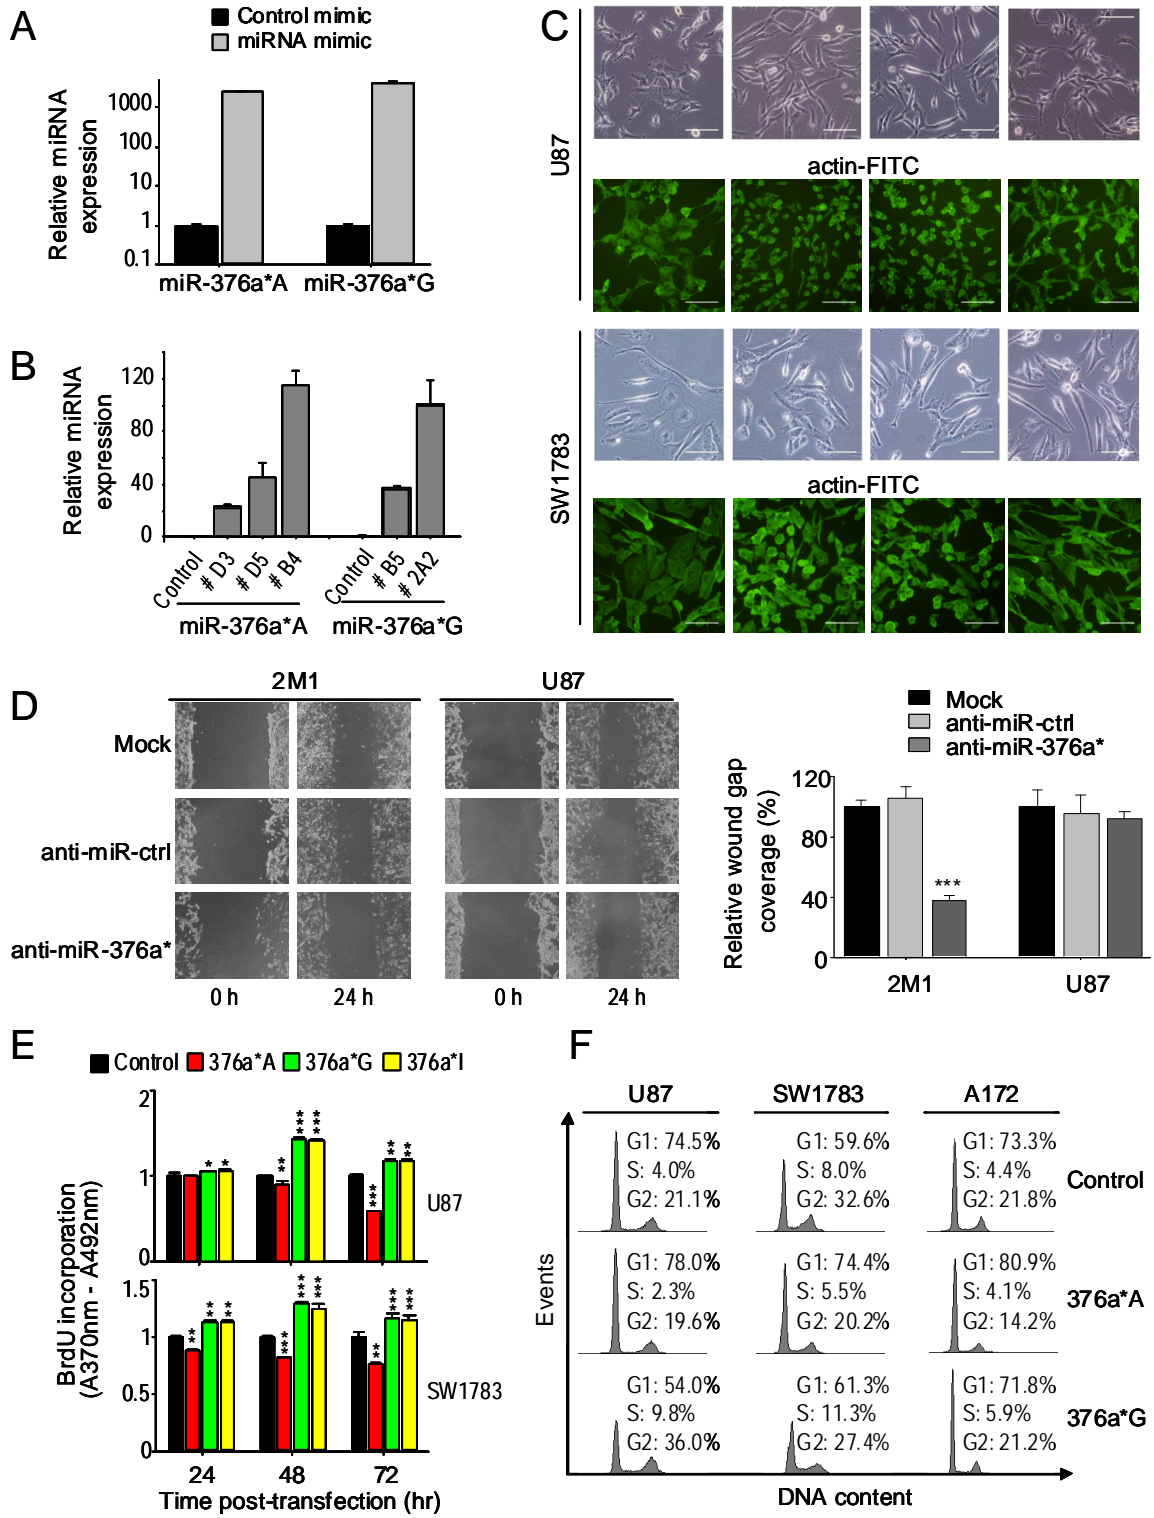 A
Control mimic
miRNA mimic
Relative miRNA
expression
1000
100
10
1
0.1
miR-376a*A
miR-376a*G
B
Relative miRNA
expression
120
80
40
0
Control
# D3
# D5
# B4
Control
# B5
# 2A2
miR-376a*A
miR-376a*G
C
U87
actin-FITC
SW1783
actin-FITC
D
2M1
U87
Mock
anti-miR-ctrl
anti-miR-376a*
0 h
24 h
0 h
24 h
Mock
anti-miR-ctrl
anti-miR-376a*
Relative wound gap
coverage (%)
120
80
40
0
***
2M1
U87
E
Control
376a*A
376a*G
376a*I
BrdU incorporation
(A370nm - A492nm)
2
1
0
*
*
**
***
***
***
**
**
U87
1.5
1
0.5
0
**
**
**
***
***
***
**
***
***
SW1783
24
48
72
Time post-transfection (hr)
F
U87
SW1783
A172
Events
G1: 74.5%
S: 4.0%
G2: 21.1%
G1: 59.6%
S: 8.0%
G2: 32.6%
G1: 73.3%
S: 4.4%
G2: 21.8%
Control
G1: 78.0%
S: 2.3%
G2: 19.6%
G1: 74.4%
S: 5.5%
G2: 20.2%
G1: 80.9%
S: 4.1%
G2: 14.2%
376a*A
G1: 54.0%
S: 9.8%
G2: 36.0%
G1: 61.3%
S: 11.3%
G2: 27.4%
G1: 71.8%
S: 5.9%
G2: 21.2%
376a*G
DNA content